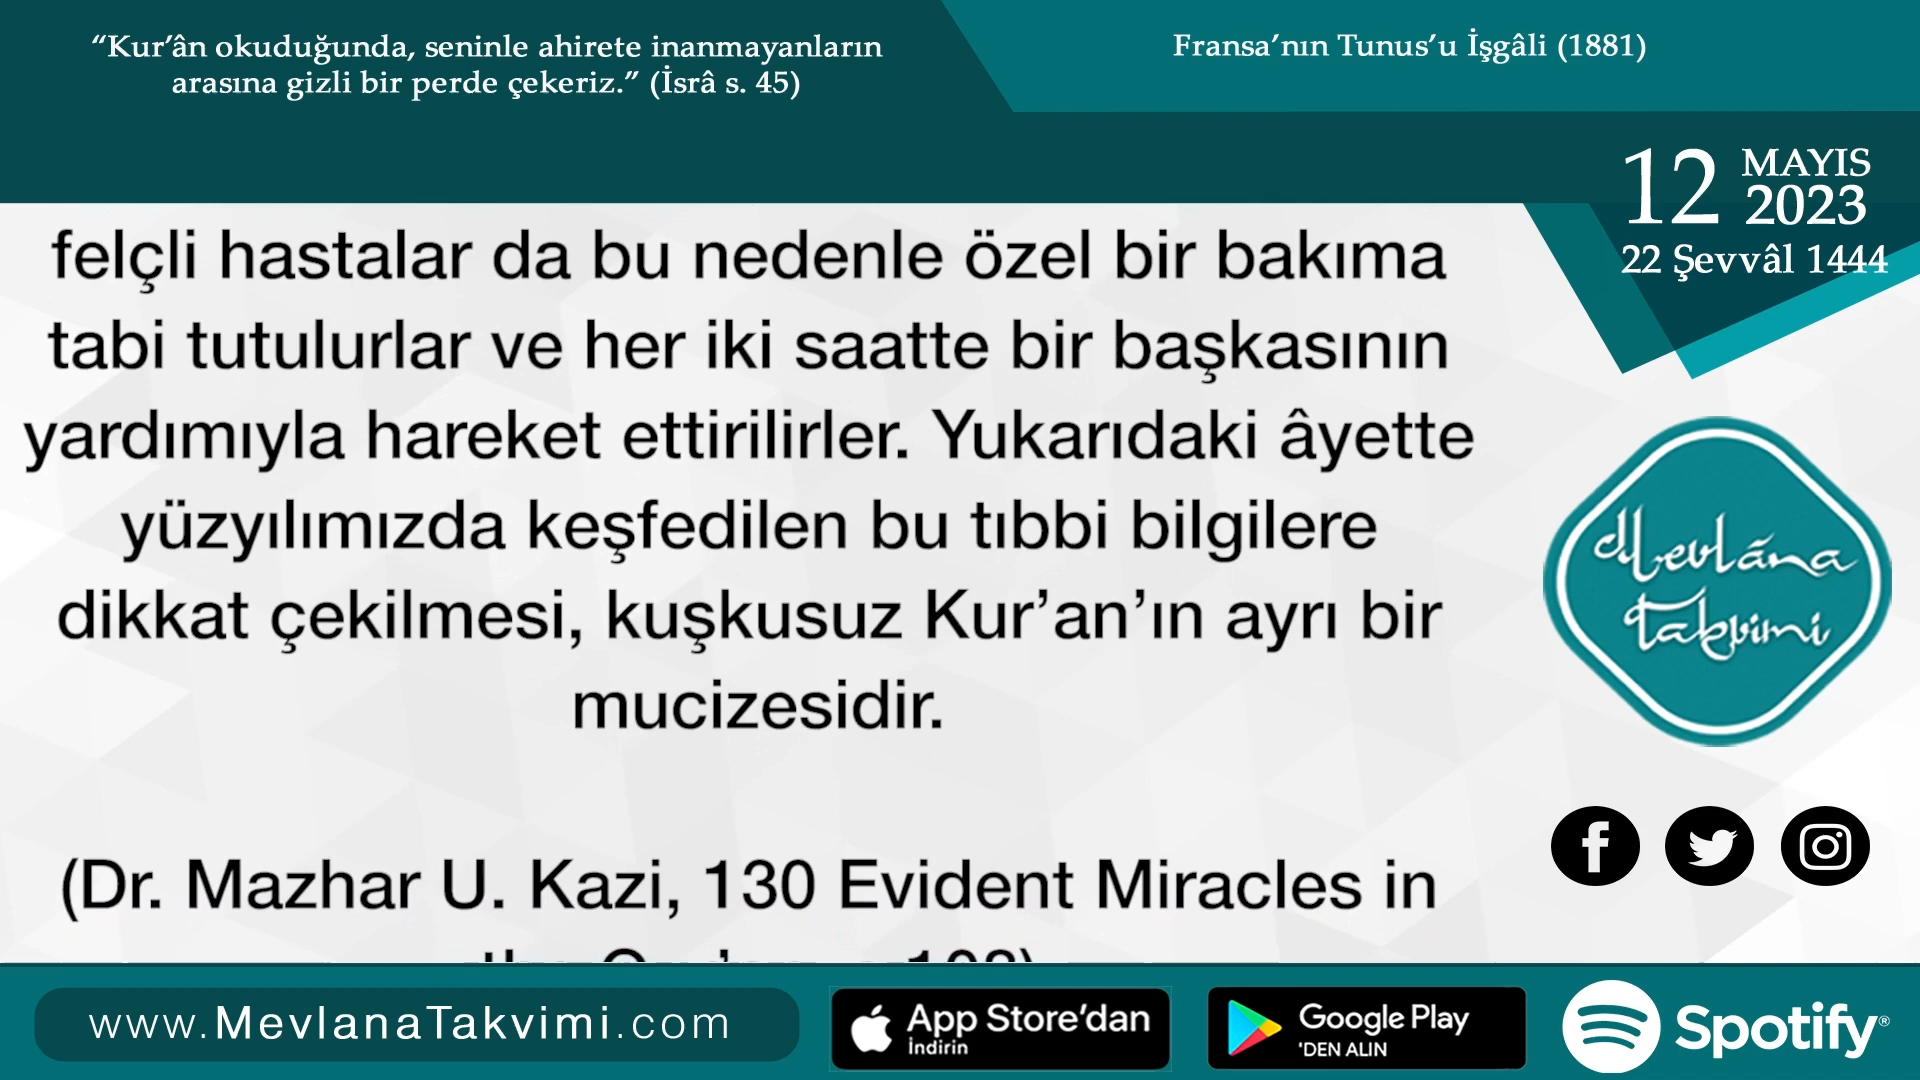 “Kur’ân okuduğunda, seninle ahirete inanmayanların
arasına gizli bir perde çekeriz.” (İsrâ s. 45)
Fransa’nın Tunus’u İşgâli (1881)
12 MAYIS
2023
22 Şevvâl 1444
felçli hastalar da bu nedenle özel bir bakıma
tabi tutulurlar ve her iki saatte bir başkasının
yardımıyla hareket ettirilirler. Yukarıdaki âyette
yüzyılımızda keşfedilen bu tıbbi bilgilere
dikkat çekilmesi, kuşkusuz Kur’an’ın ayrı bir
mucizesidir.
(Dr. Mazhar U. Kazi, 130 Evident Miracles in
Mevlâna
Takvimi
www.MevlanaTakvimi.com
App Store’dan
İndirin
Google Play
'DEN ALIN
Spotify®